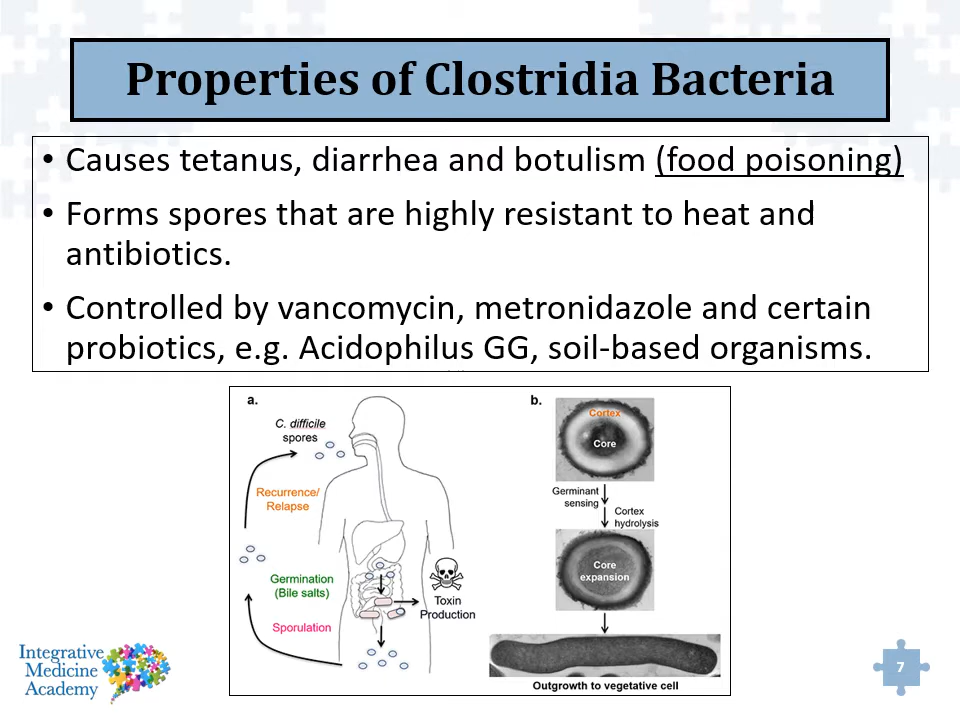 Properties of Clostridia Bacteria
• Causes tetanus, diarrhea and botulism (food poisoning)
• Forms spores that are highly resistant to heat and
antibiotics.
• Controlled by vancomycin, metronidazole and certain
probiotics, e.g. Acidophilus GG, soil-based organisms.
a.
C. difficile
spores
Recurrence/
Relapse
Germination
(Bile salts)
Sporulation
Toxin
Production
b.
Cortex
Core
Germinant
sensing
Cortex
hydrolysis
Core
expansion
Outgrowth to vegetative cell
Integrative
Medicine
Academy
7